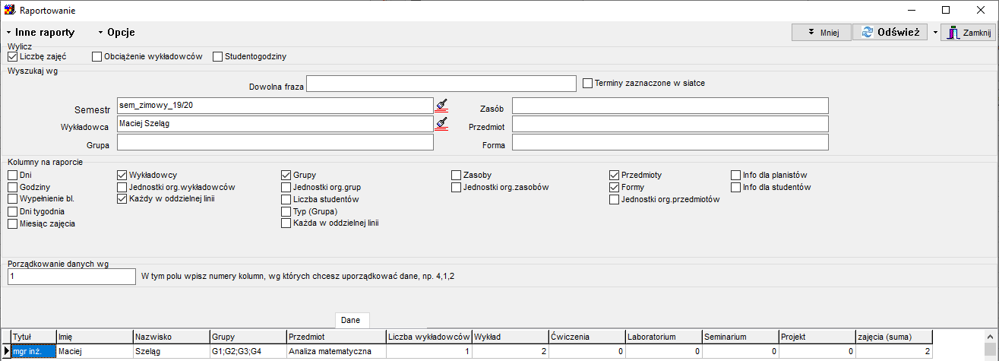 Raportowanie
Inne raporty Opcje Mniej Odśwież Zamknij
Wylicz
Liczbę zajęć Obciążenie wykładowców Studentogodziny
Wyszukaj wg
Dowolna fraza Terminy zaznaczone w siatce
Semestr sem_zimowy_19/20 Zasób
Wykładowca Maciej Szeląg Przedmiot
Grupa Forma
Kolumny na raporcie
Dni Wykładowcy Grupy Zasoby Przedmioty Info dla planistów
Godziny Jednostki org.wykładowców Jednostki org.grup Jednostki org.zasobów Formy Info dla studentów
Wypełnienie bl. Każdy w oddzielnej linii Liczba studentów Jednostki org.przedmiotów
Dni tygodnia Typ (Grupa)
Miesiąc zajęcia Każda w oddzielnej linii
Porządkowanie danych wg
1 W tym polu wpisz numery kolumn, wg których chcesz uporządkować dane, np. 4,1,2
Dane
Tytuł Imię Nazwisko Grupy Przedmiot Liczba wykładowców Wykład Ćwiczenia Laboratorium Seminarium Projekt zajęcia (suma)
mgr inż. Maciej Szeląg G1;G2;G3;G4 Analiza matematyczna 1 2 0 0 0 0 2